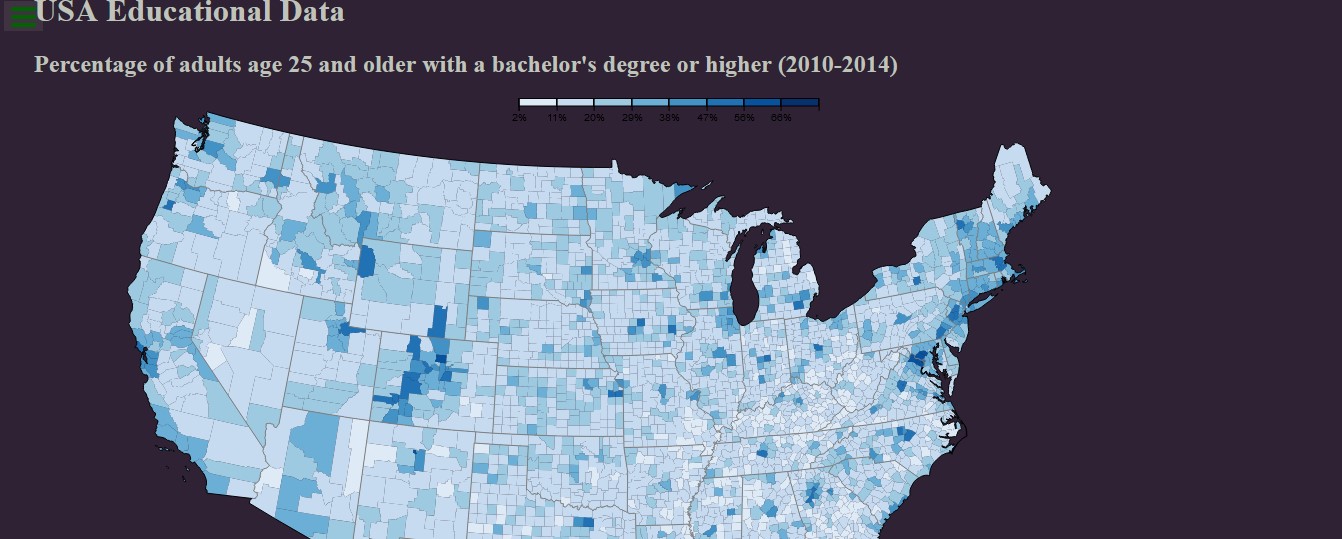 USA Educational Data
Percentage of adults age 25 and older with a bachelor's degree or higher (2010-2014)
2% 11% 20% 29% 38% 47% 56% 66%